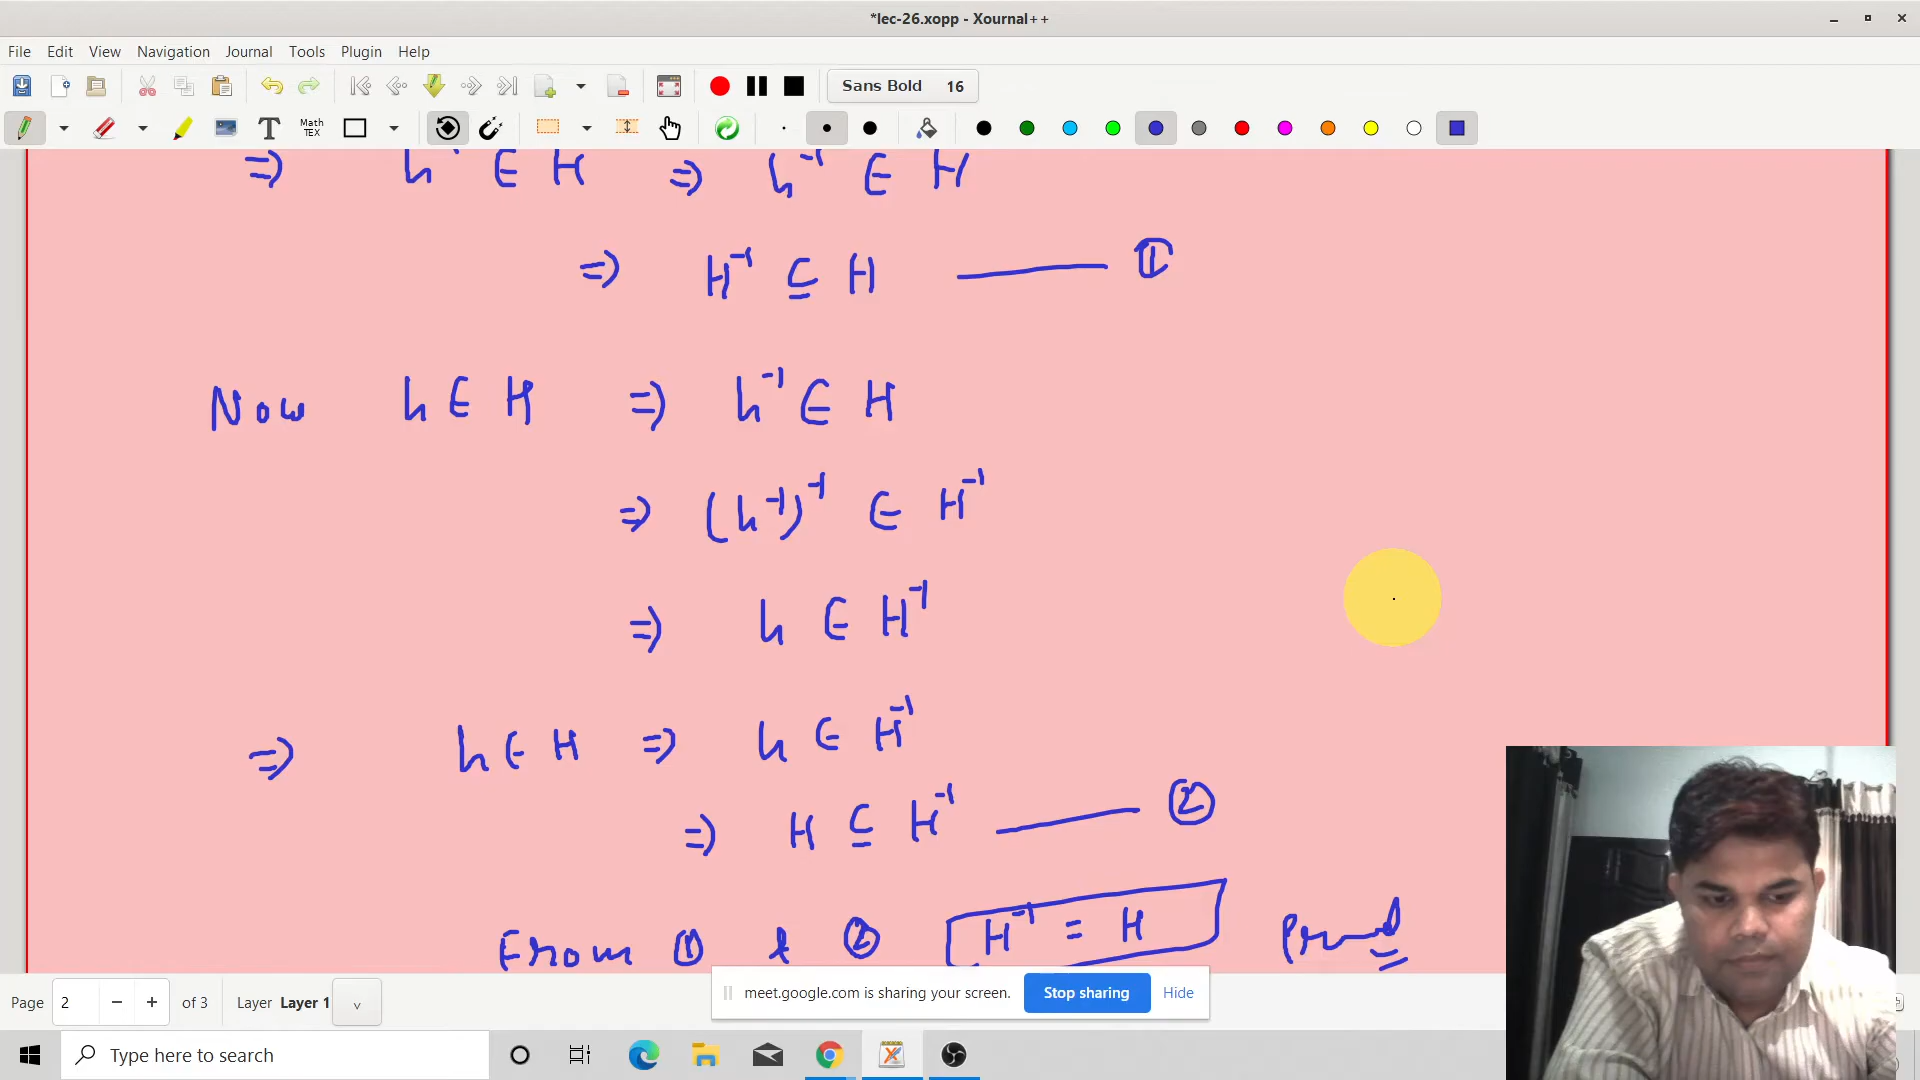 *lec-26.xopp - Xournal++
File Edit View Navigation Journal Tools Plugin Help
Sans Bold 16
Math TEX
⇒ h⁻¹ ∈ H ⇒ h⁻¹ ∈ H
⇒ H⁻¹ ⊆ H ——— ①
Now h ∈ H ⇒ h⁻¹ ∈ H
⇒ (h⁻¹)⁻¹ ∈ H⁻¹
⇒ h ∈ H⁻¹
⇒ h ∈ H ⇒ h ∈ H⁻¹
⇒ H ⊆ H⁻¹ ——— ②
From ① & ② H⁻¹ = H Proved
meet.google.com is sharing your screen. Stop sharing Hide
Page 2 − + of 3 Layer Layer 1
Type here to search